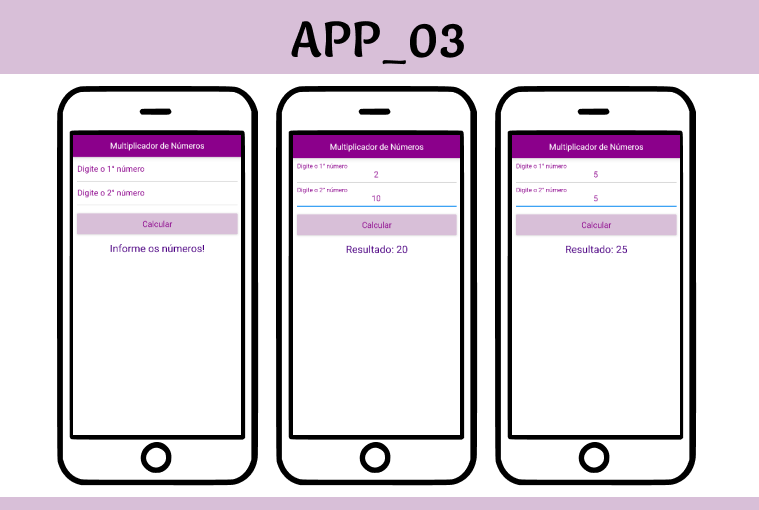 APP_03
Multiplicador de Números
Digite o 1° número
Digite o 2° número
Calcular
Informe os números!
Multiplicador de Números
Digite o 1° número
2
Digite o 2° número
10
Calcular
Resultado: 20
Multiplicador de Números
Digite o 1° número
5
Digite o 2° número
5
Calcular
Resultado: 25